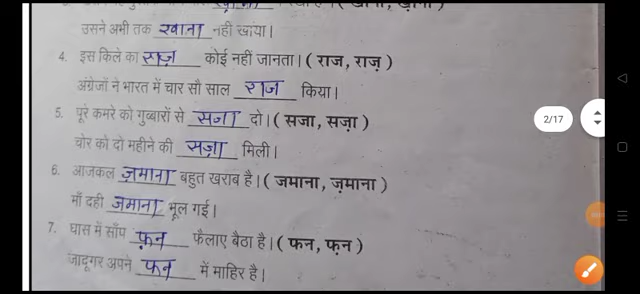 उसने अभी तक खाना नहीं खाया।
4. इस किले का राज़ कोई नहीं जानता। ( राज, राज़ )
अंग्रेजों ने भारत में चार सौ साल राज किया।
5. पूरे कमरे को गुब्बारों से सजा दो। ( सजा, सज़ा )
चोर को दो महीने की सज़ा मिली।
6. आजकल ज़माना बहुत खराब है। ( जमाना, ज़माना )
माँ दही जमाना भूल गई।
7. घास में साँप फ़न फैलाए बैठा है। ( फन, फ़न )
जादूगर अपने फन में माहिर है।
2/17